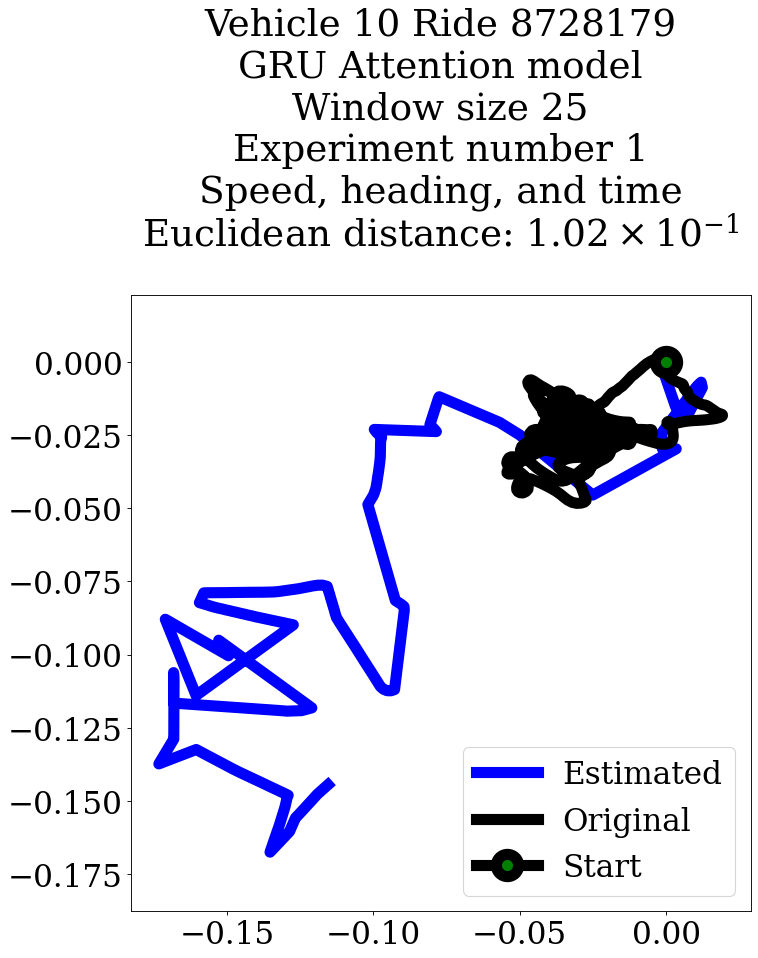 Vehicle 10 Ride 8728179
GRU Attention model
Window size 25
Experiment number 1
Speed, heading, and time
Euclidean distance: 1.02 × 10⁻¹
0.000
−0.025
−0.050
−0.075
−0.100
−0.125
−0.150
−0.175
Estimated
Original
Start
−0.15
−0.10
−0.05
0.00